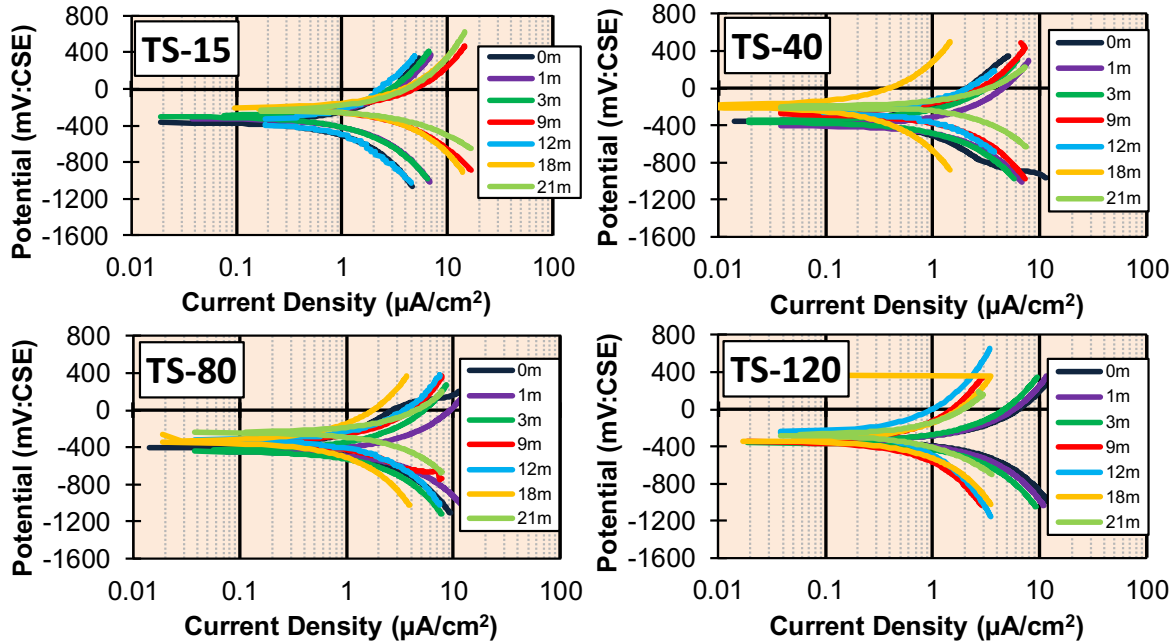 TS-15
Potential (mV:CSE)
800
400
0
-400
-800
-1200
-1600
0.01 0.1 1 10 100
Current Density (µA/cm²)
0m
1m
3m
9m
12m
18m
21m
TS-40
Potential (mV:CSE)
800
400
0
-400
-800
-1200
-1600
0.01 0.1 1 10 100
Current Density (µA/cm²)
0m
1m
3m
9m
12m
18m
21m
TS-80
Potential (mV:CSE)
800
400
0
-400
-800
-1200
-1600
0.01 0.1 1 10 100
Current Density (µA/cm²)
0m
1m
3m
9m
12m
18m
21m
TS-120
Potential (mV:CSE)
800
400
0
-400
-800
-1200
-1600
0.01 0.1 1 10 100
Current Density (µA/cm²)
0m
1m
3m
9m
12m
18m
21m